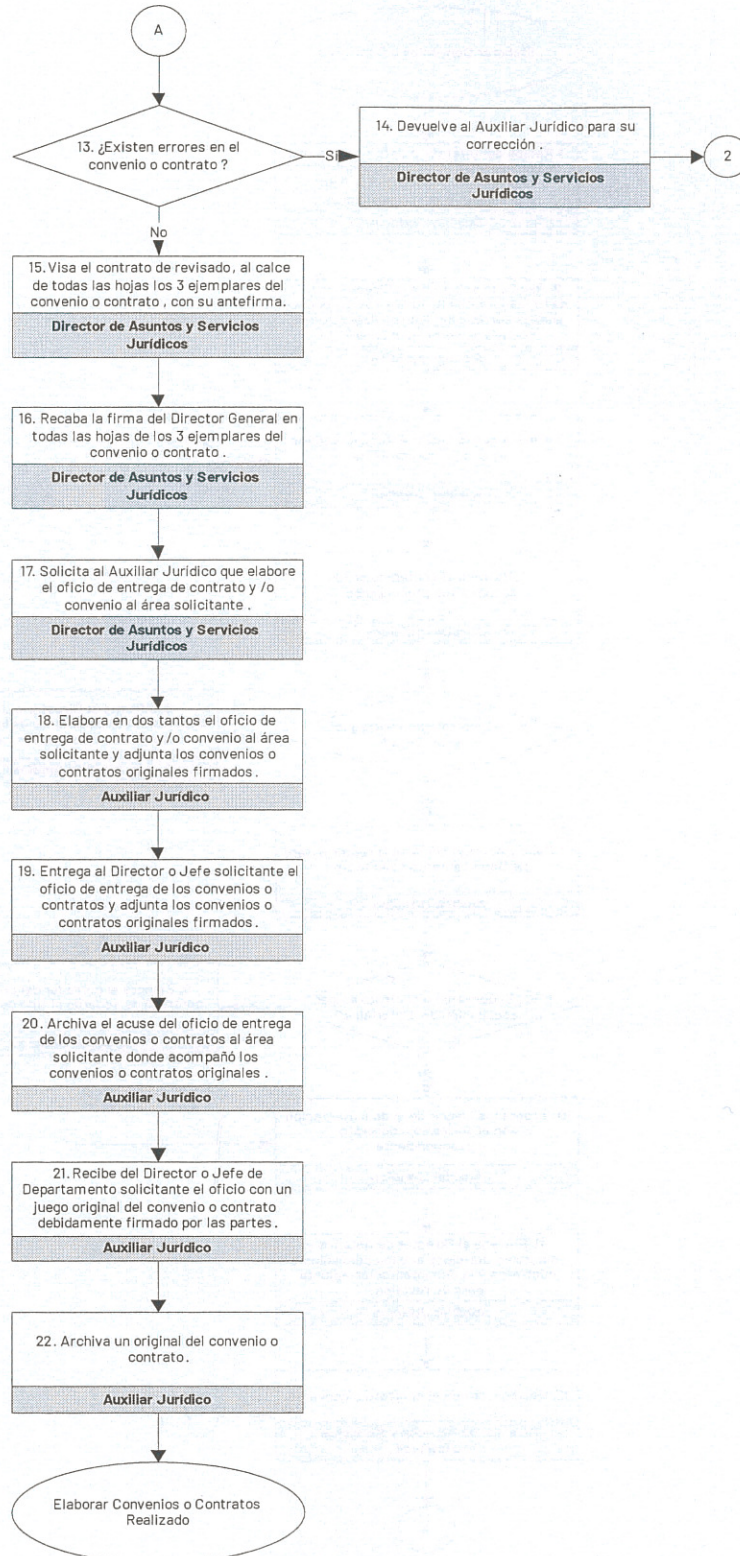 A
13. ¿Existen errores en el
convenio o contrato ?
Sí
14. Devuelve al Auxiliar Jurídico para su
corrección .
Director de Asuntos y Servicios
Jurídicos
2
No
15. Visa el contrato de revisado, al calce
de todas las hojas los 3 ejemplares del
convenio o contrato , con su antefirma.
Director de Asuntos y Servicios
Jurídicos
16. Recaba la firma del Director General en
todas las hojas de los 3 ejemplares del
convenio o contrato .
Director de Asuntos y Servicios
Jurídicos
17. Solicita al Auxiliar Jurídico que elabore
el oficio de entrega de contrato y /o
convenio al área solicitante .
Director de Asuntos y Servicios
Jurídicos
18. Elabora en dos tantos el oficio de
entrega de contrato y/o convenio al área
solicitante y adjunta los convenios o
contratos originales firmados .
Auxiliar Jurídico
19. Entrega al Director o Jefe solicitante el
oficio de entrega de los convenios o
contratos y adjunta los convenios o
contratos originales firmados .
Auxiliar Jurídico
20. Archiva el acuse del oficio de entrega
de los convenios o contratos al área
solicitante donde acompañó los
convenios o contratos originales .
Auxiliar Jurídico
21. Recibe del Director o Jefe de
Departamento solicitante el oficio con un
juego original del convenio o contrato
debidamente firmado por las partes .
Auxiliar Jurídico
22. Archiva un original del convenio o
contrato .
Auxiliar Jurídico
Elaborar Convenios o Contratos
Realizado